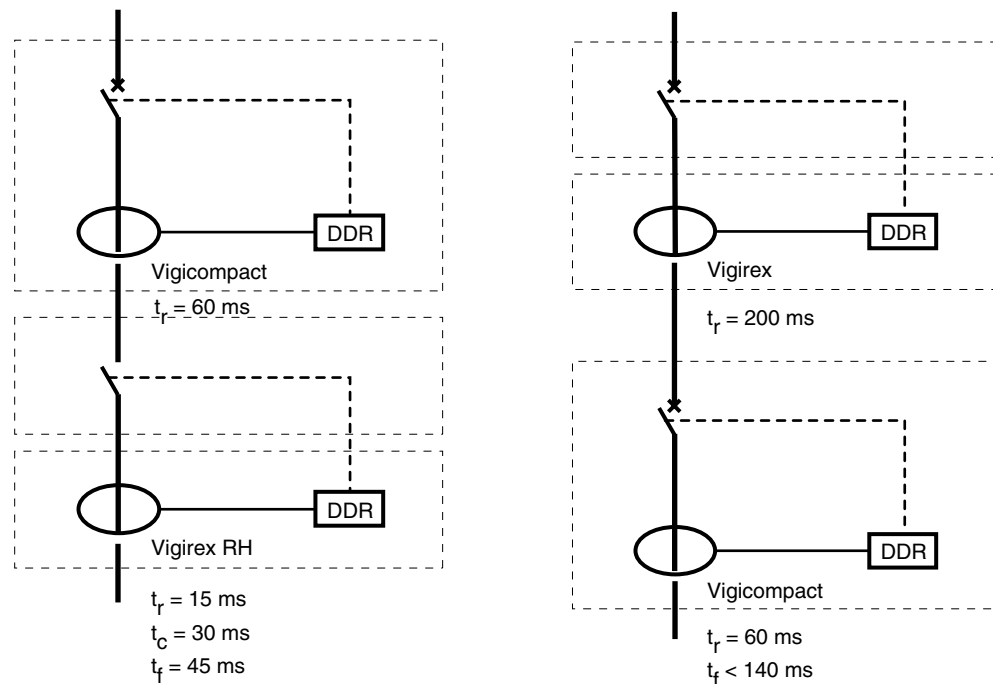 DDR
Vigicompact
t_r = 60 ms
DDR
Vigirex RH
t_r = 15 ms
t_c = 30 ms
t_f = 45 ms
DDR
Vigirex
t_r = 200 ms
DDR
Vigicompact
t_r = 60 ms
t_f < 140 ms